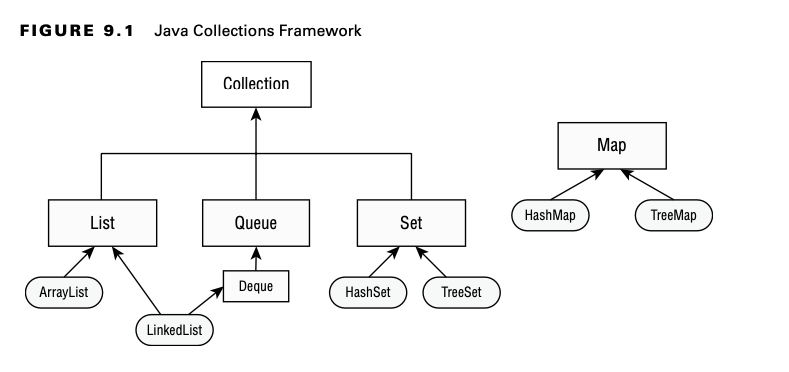 FIGURE 9.1 Java Collections Framework
Collection
Map
HashMap
TreeMap
List
Queue
Set
ArrayList
Deque
HashSet
TreeSet
LinkedList